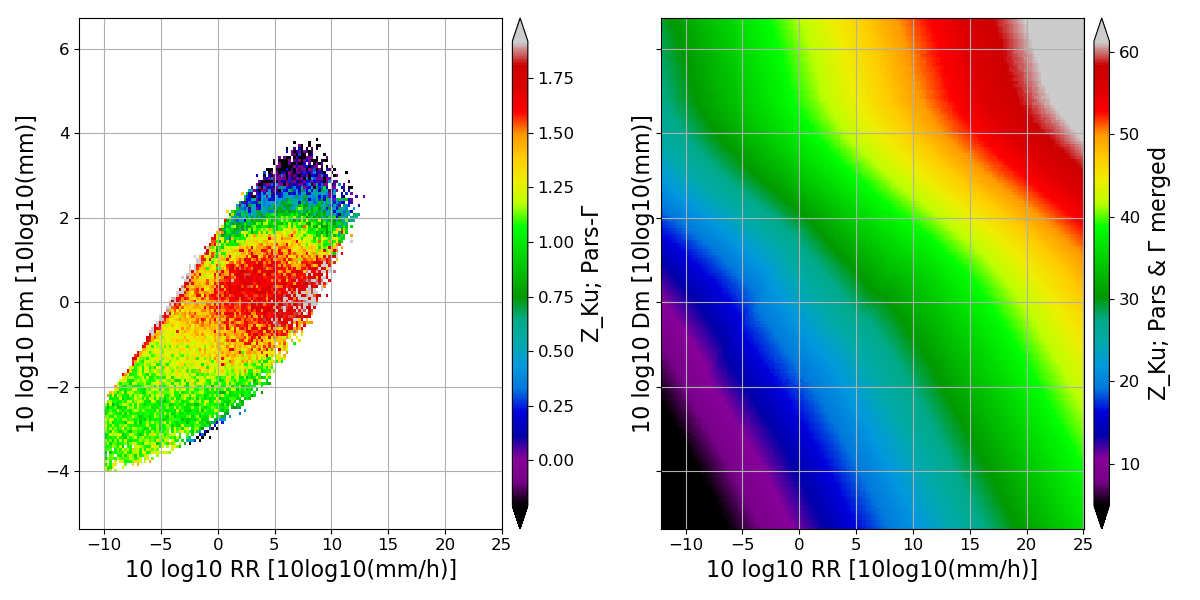 10 log10 Dm [10log10(mm)]
6
4
2
0
−2
−4
−10 −5 0 5 10 15 20 25
10 log10 RR [10log10(mm/h)]
1.75
1.50
1.25
1.00
0.75
0.50
0.25
0.00
Z_Ku; Pars-Γ
10 log10 Dm [10log10(mm)]
−10 −5 0 5 10 15 20 25
10 log10 RR [10log10(mm/h)]
60
50
40
30
20
10
Z_Ku; Pars & Γ merged